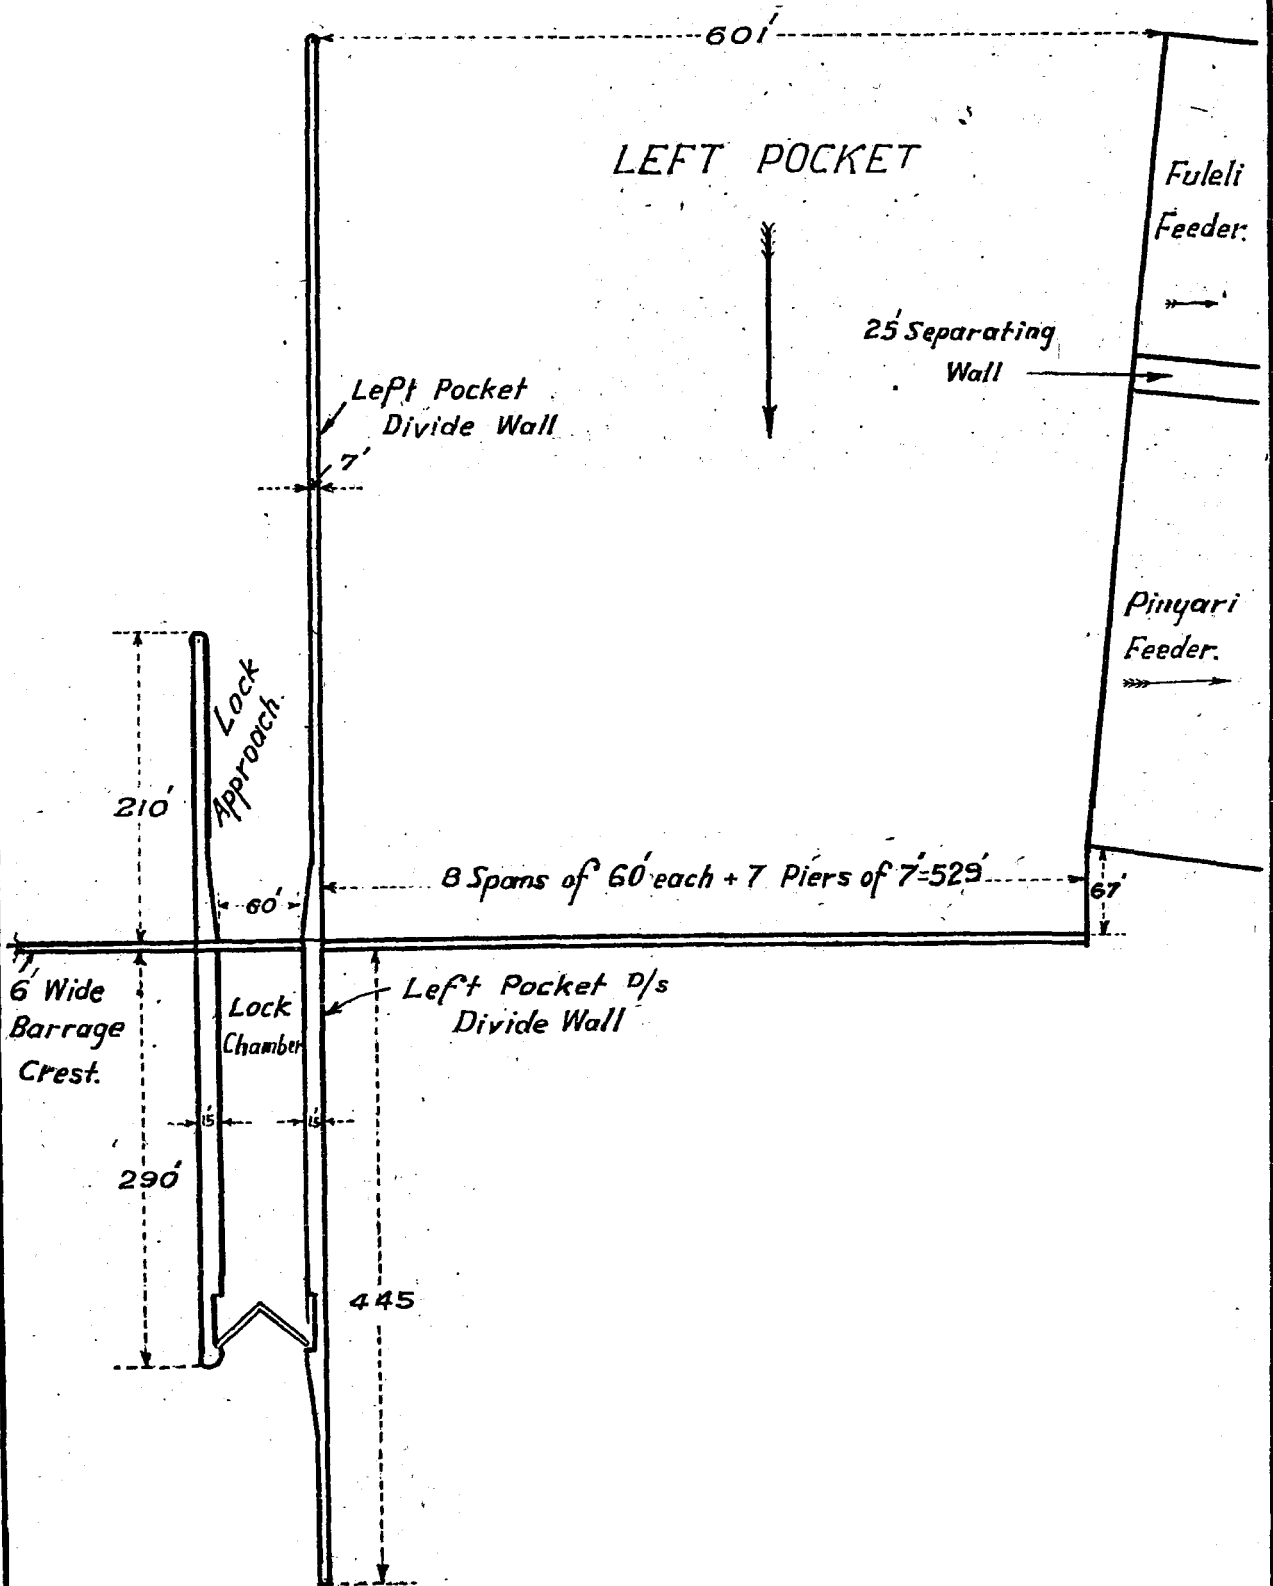 601'
LEFT POCKET
Fuleli
Feeder.
25' Separating
Wall
Left Pocket
Divide Wall
7'
Pinyari
Feeder.
Lock
Approach.
210'
8 Spans of 60' each + 7 Piers of 7'=529'
67'
60'
6' Wide
Barrage
Crest.
Lock
Chamber
Left Pocket D/s
Divide Wall
15'
15'
290'
445